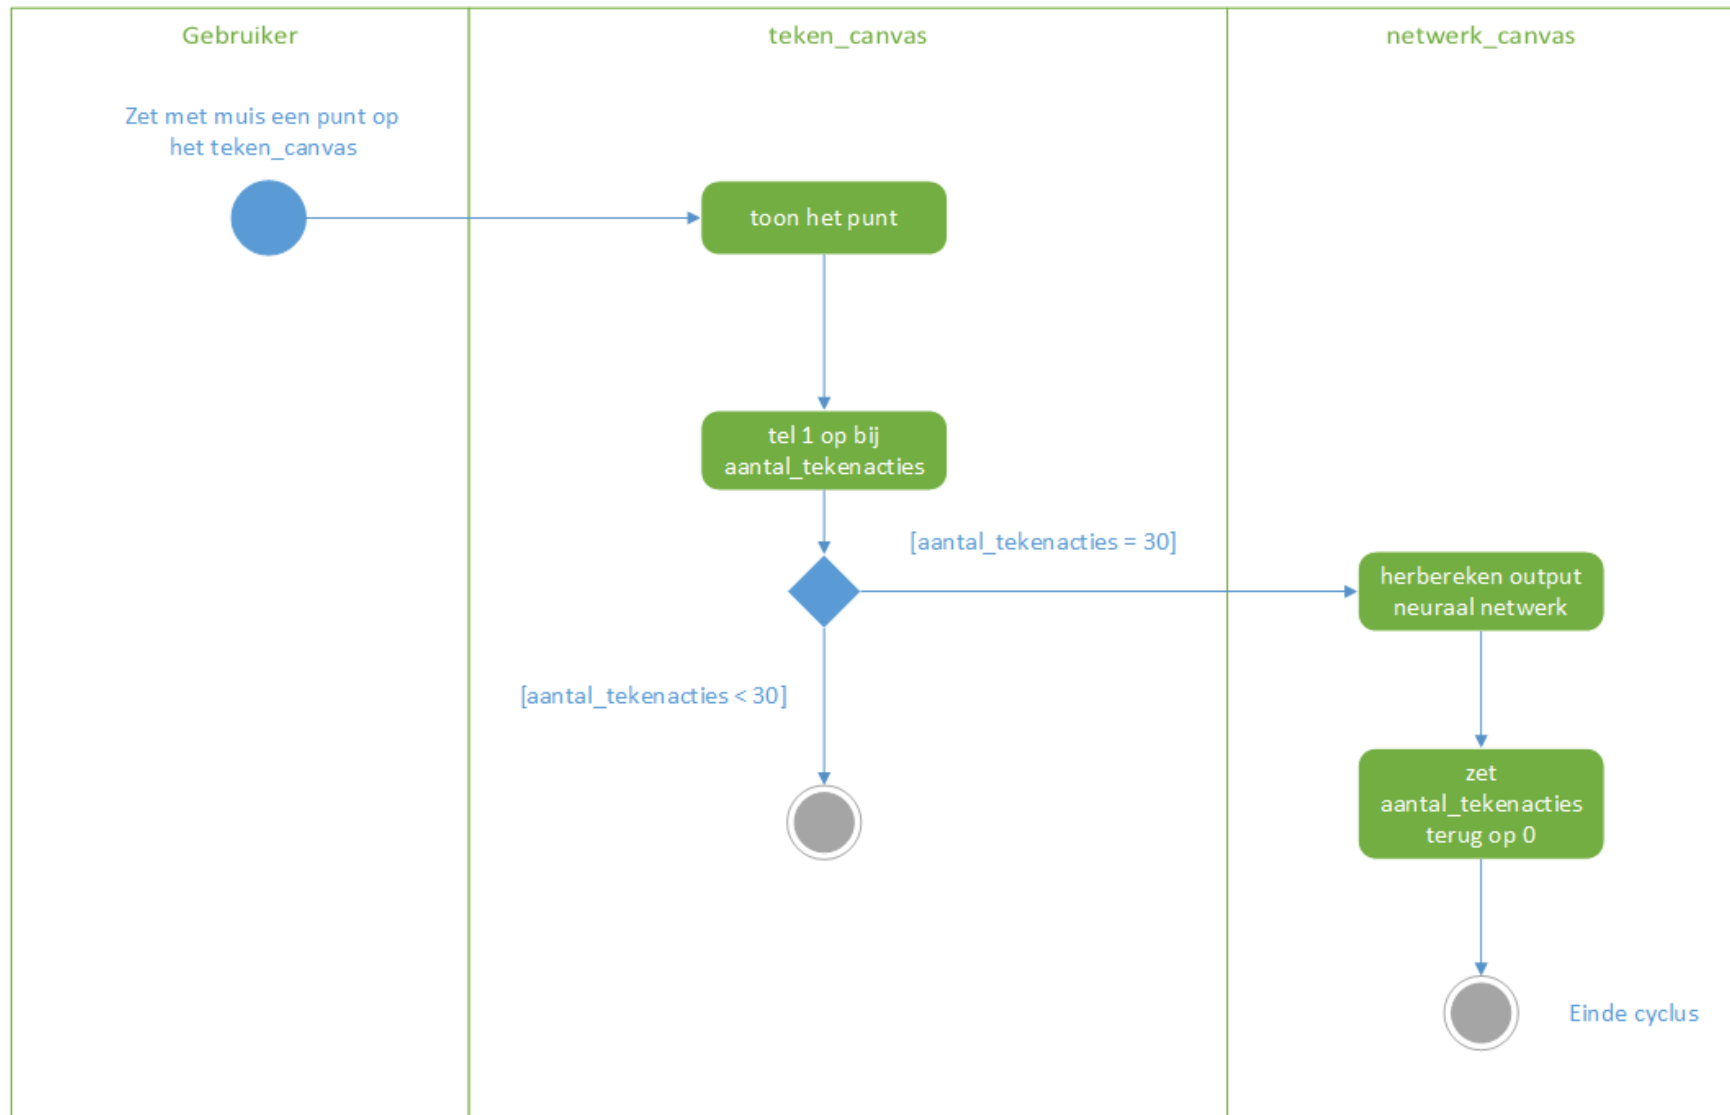 Gebruiker
teken_canvas
netwerk_canvas
Zet met muis een punt op
het teken_canvas
toon het punt
tel 1 op bij
aantal_tekenacties
[aantal_tekenacties = 30]
herbereken output
neuraal netwerk
[aantal_tekenacties < 30]
zet
aantal_tekenacties
terug op 0
Einde cyclus